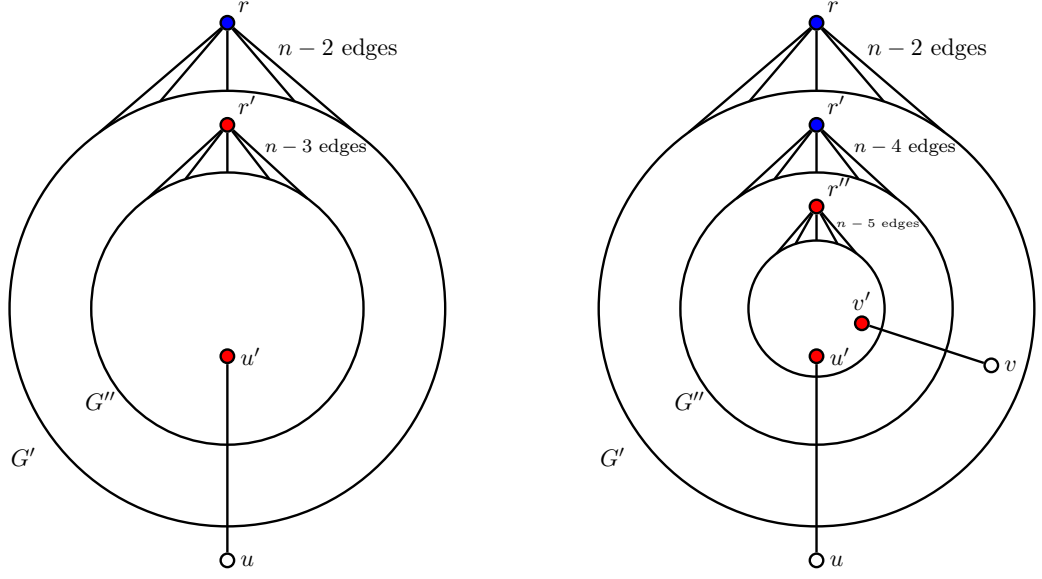 r
n − 2 edges
r′
n − 3 edges
u′
G′′
G′
u
r
n − 2 edges
r′
n − 4 edges
r′′
n − 5 edges
v′
u′
v
G′′
G′
u